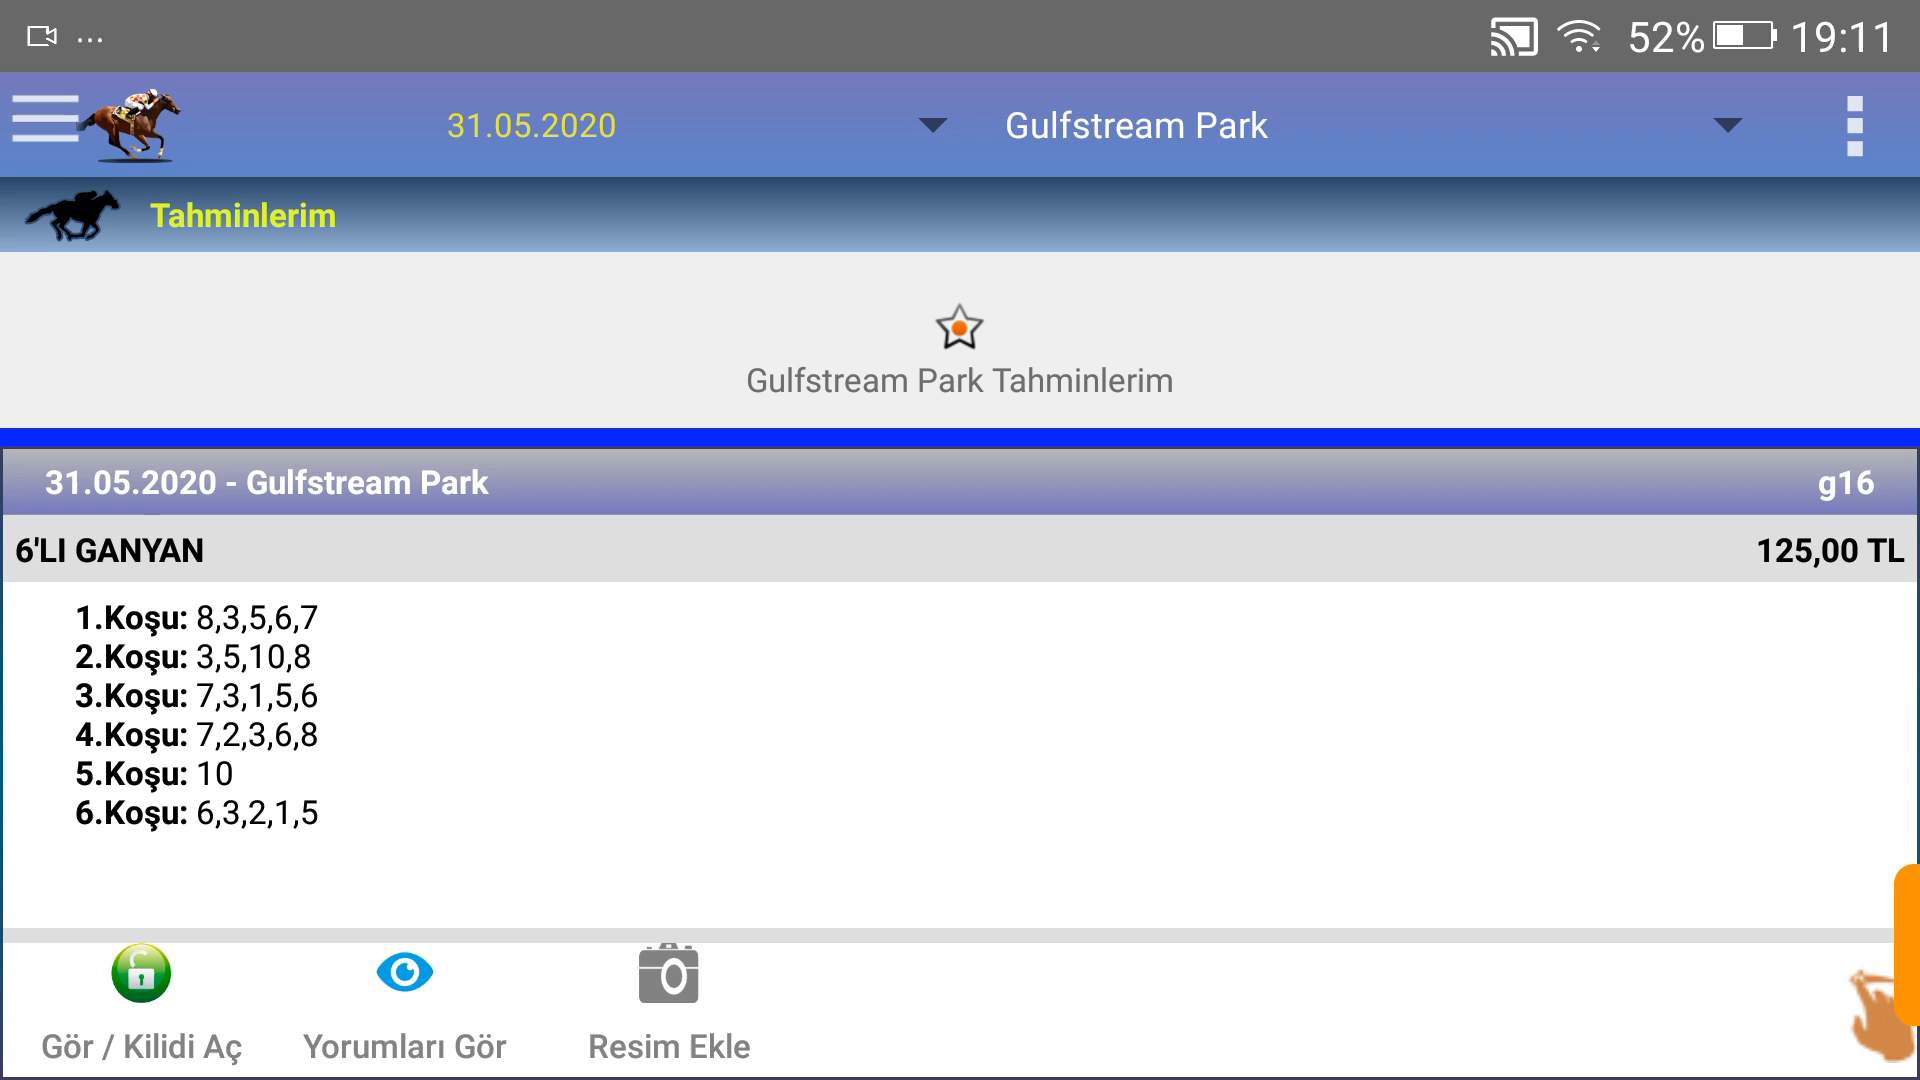 ... 52% 19:11
31.05.2020 Gulfstream Park
Tahminlerim
Gulfstream Park Tahminlerim
31.05.2020 - Gulfstream Park g16
6'LI GANYAN 125,00 TL
1.Koşu: 8,3,5,6,7
2.Koşu: 3,5,10,8
3.Koşu: 7,3,1,5,6
4.Koşu: 7,2,3,6,8
5.Koşu: 10
6.Koşu: 6,3,2,1,5
Gör / Kilidi Aç Yorumları Gör Resim Ekle